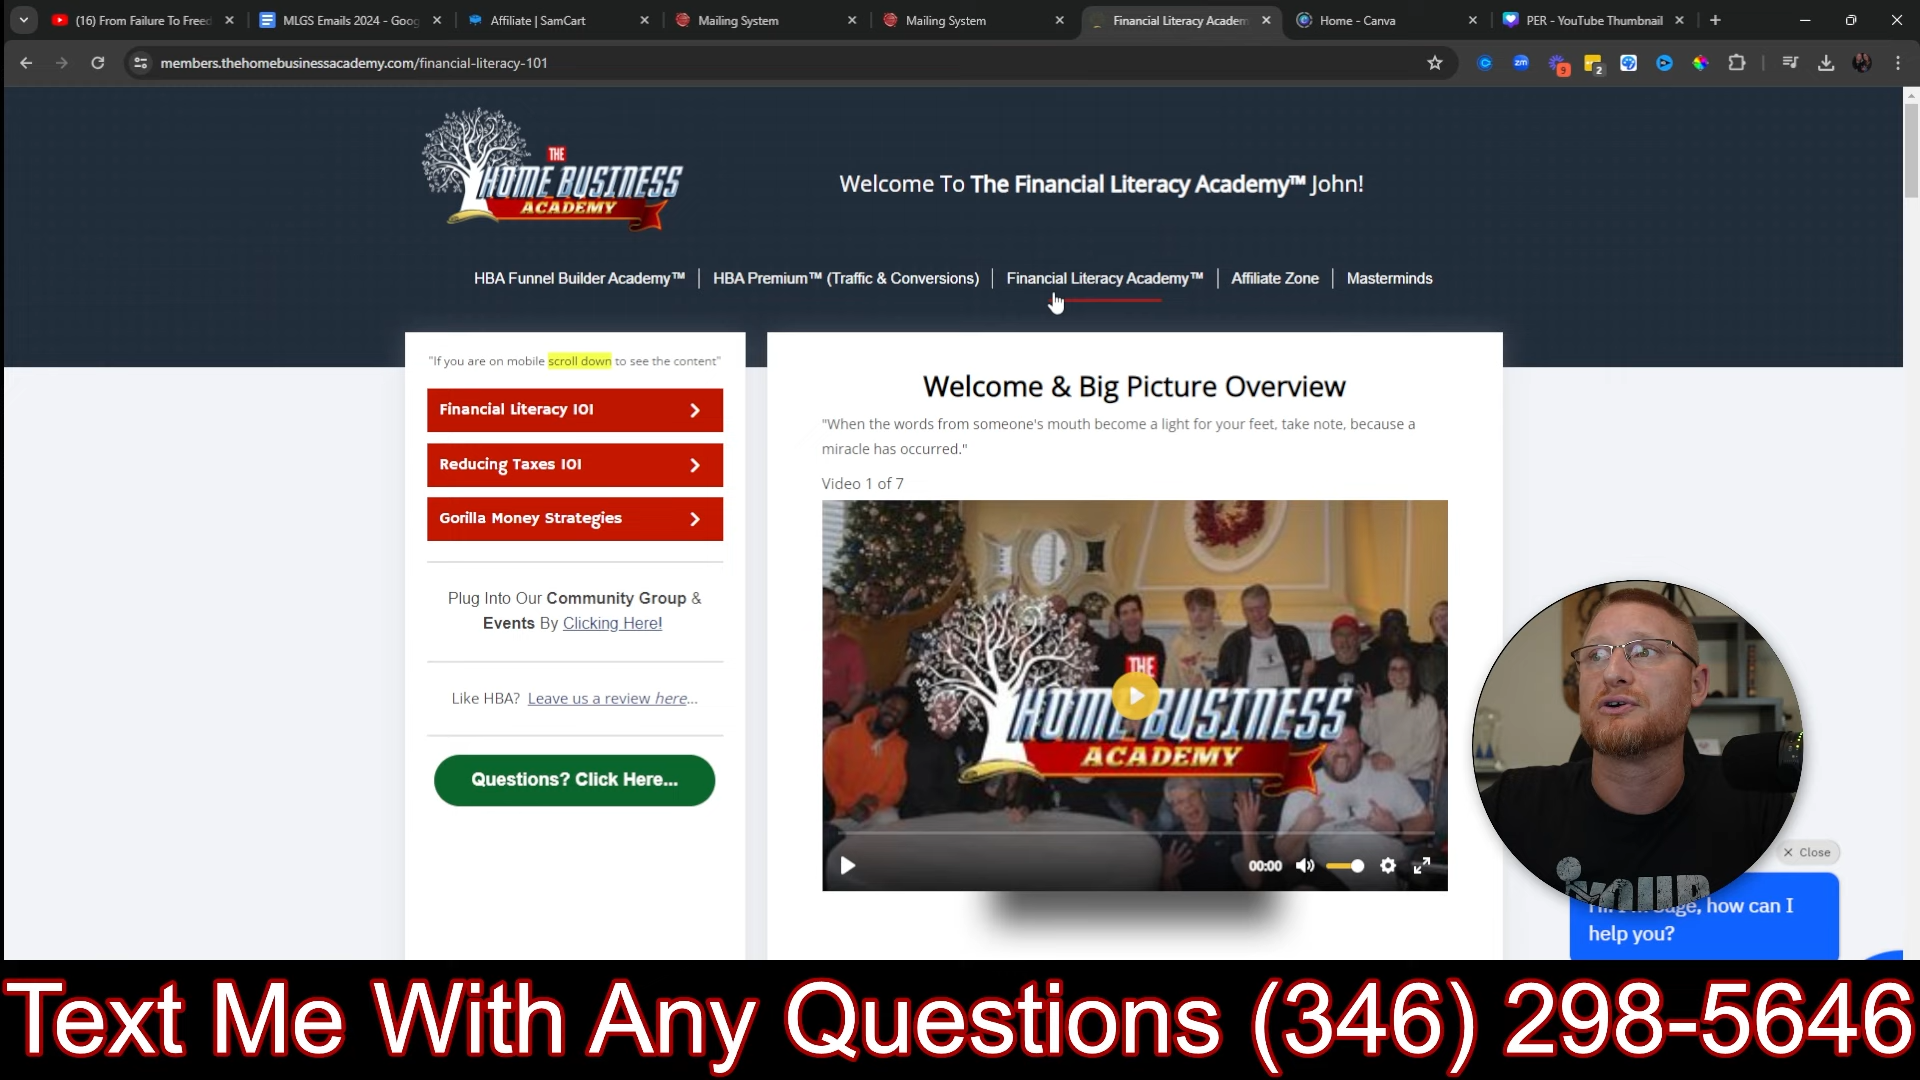 (16) From Failure To Freed
MLGS Emails 2024 - Goog
Affiliate | SamCart
Mailing System
Mailing System
Financial Literacy Academ
Home - Canva
PER - YouTube Thumbnail
members.thehomebusinessacademy.com/financial-literacy-101
zm
9
2
THE
HOME BUSINESS
ACADEMY
Welcome To The Financial Literacy Academy™ John!
HBA Funnel Builder Academy™
HBA Premium™ (Traffic & Conversions)
Financial Literacy Academy™
Affiliate Zone
Masterminds
"If you are on mobile scroll down to see the content"
Financial Literacy 101
Reducing Taxes 101
Gorilla Money Strategies
Plug Into Our Community Group &
Events By Clicking Here!
Like HBA? Leave us a review here...
Questions? Click Here...
Welcome & Big Picture Overview
"When the words from someone's mouth become a light for your feet, take note, because a
miracle has occurred."
Video 1 of 7
THE
HOME BUSINESS
ACADEMY
00:00
Close
how can I
help you?
Text Me With Any Questions (346) 298-5646